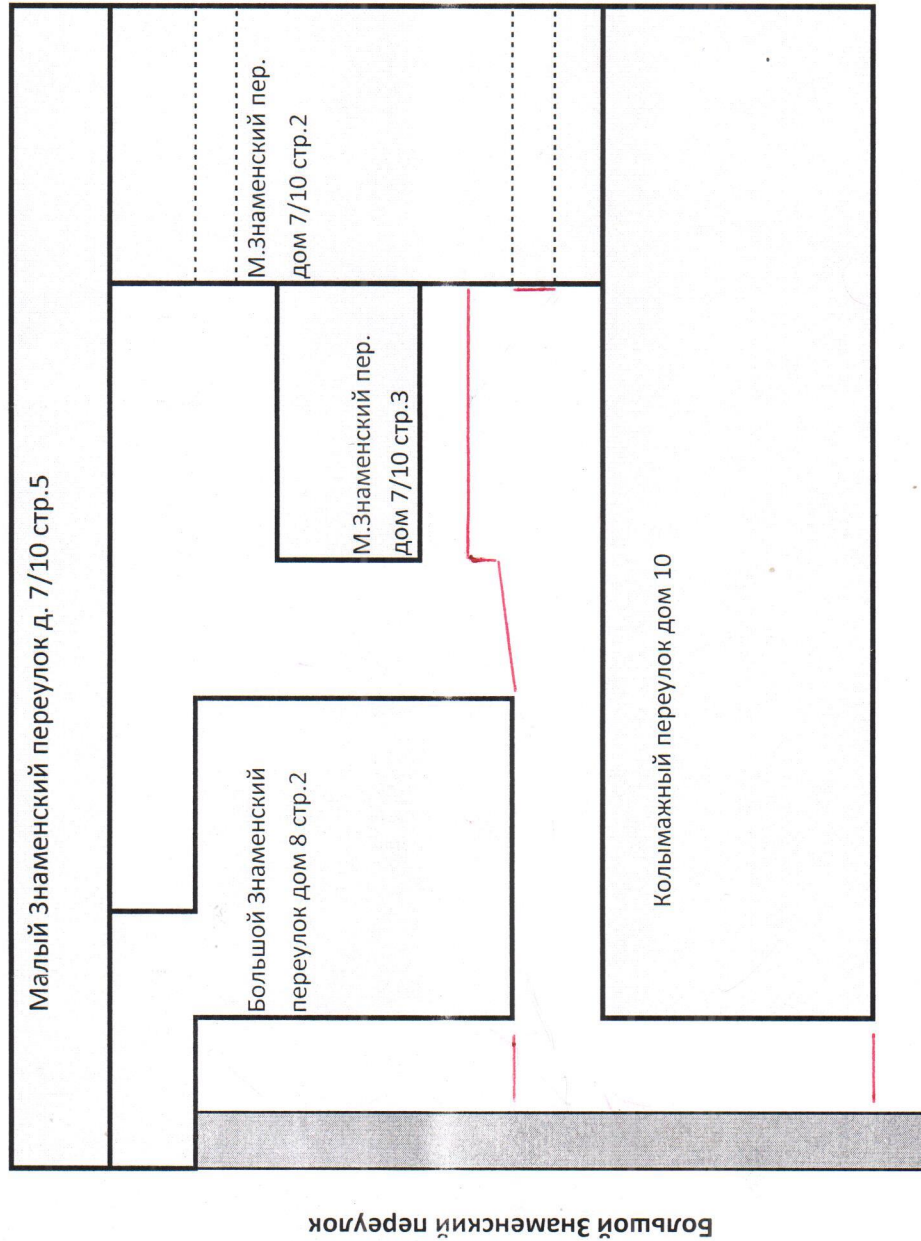 Малый Знаменский переулок д. 7/10 стр.5
М.Знаменский пер.
дом 7/10 стр.2
М.Знаменский пер.
дом 7/10 стр.3
Большой Знаменский
переулок дом 8 стр.2
Колымажный переулок дом 10
Большой Знаменский переулок